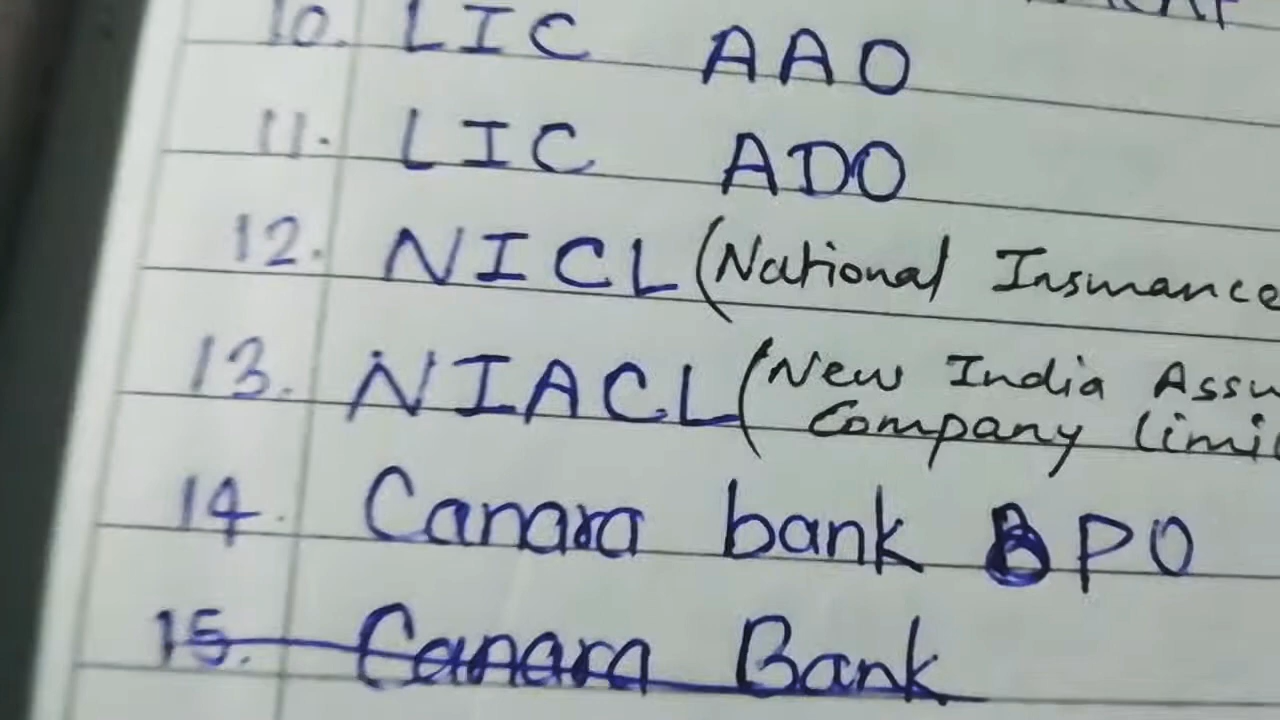 10. LIC AAO
11. LIC ADO
12. NICL (National Insurance
13. NIACL (New India Assu
Company Limi
14. Canara bank PO
15. Canara Bank